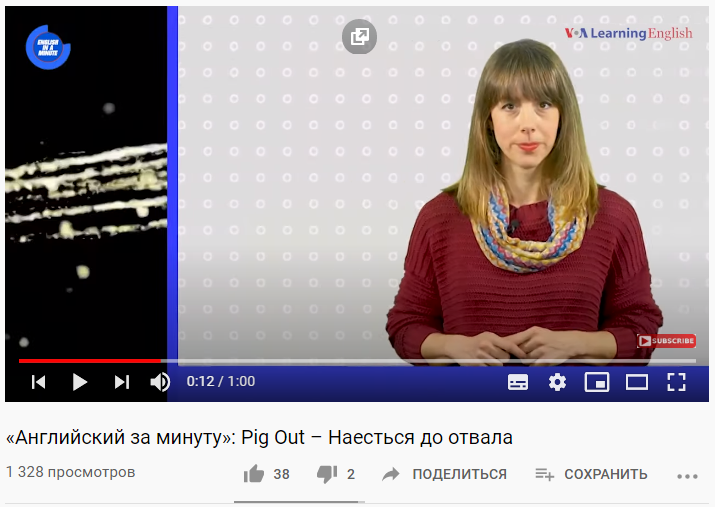 ENGLISH
IN A
MINUTE
VOA Learning English
SUBSCRIBE
0:12 / 1:00
«Английский за минуту»: Pig Out – Наесться до отвала
1 328 просмотров
38
2
ПОДЕЛИТЬСЯ
СОХРАНИТЬ